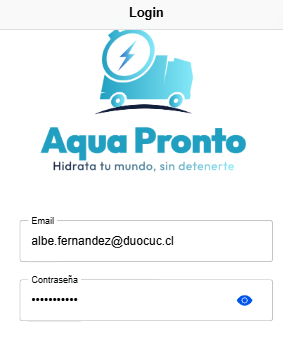 Login
Aqua Pronto
Hidrata tu mundo, sin detenerte
Email
albe.fernandez@duocuc.cl
Contraseña
•••••••••••